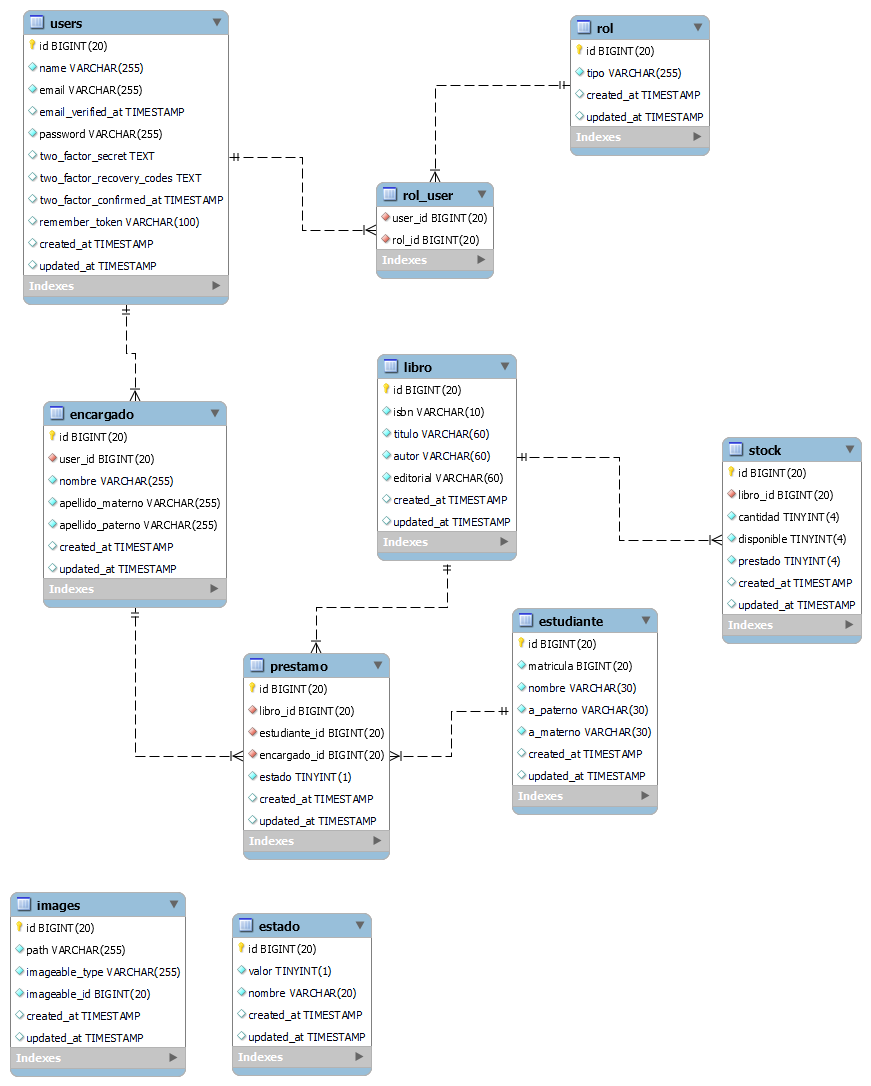 users
id BIGINT(20)
name VARCHAR(255)
email VARCHAR(255)
email_verified_at TIMESTAMP
password VARCHAR(255)
two_factor_secret TEXT
two_factor_recovery_codes TEXT
two_factor_confirmed_at TIMESTAMP
remember_token VARCHAR(100)
created_at TIMESTAMP
updated_at TIMESTAMP
Indexes
rol
id BIGINT(20)
tipo VARCHAR(255)
created_at TIMESTAMP
updated_at TIMESTAMP
Indexes
rol_user
user_id BIGINT(20)
rol_id BIGINT(20)
Indexes
encargado
id BIGINT(20)
user_id BIGINT(20)
nombre VARCHAR(255)
apellido_materno VARCHAR(255)
apellido_paterno VARCHAR(255)
created_at TIMESTAMP
updated_at TIMESTAMP
Indexes
libro
id BIGINT(20)
isbn VARCHAR(10)
titulo VARCHAR(60)
autor VARCHAR(60)
editorial VARCHAR(60)
created_at TIMESTAMP
updated_at TIMESTAMP
Indexes
stock
id BIGINT(20)
libro_id BIGINT(20)
cantidad TINYINT(4)
disponible TINYINT(4)
prestado TINYINT(4)
created_at TIMESTAMP
updated_at TIMESTAMP
Indexes
prestamo
id BIGINT(20)
libro_id BIGINT(20)
estudiante_id BIGINT(20)
encargado_id BIGINT(20)
estado TINYINT(1)
created_at TIMESTAMP
updated_at TIMESTAMP
Indexes
estudiante
id BIGINT(20)
matricula BIGINT(20)
nombre VARCHAR(30)
a_paterno VARCHAR(30)
a_materno VARCHAR(30)
created_at TIMESTAMP
updated_at TIMESTAMP
Indexes
images
id BIGINT(20)
path VARCHAR(255)
imageable_type VARCHAR(255)
imageable_id BIGINT(20)
created_at TIMESTAMP
updated_at TIMESTAMP
Indexes
estado
id BIGINT(20)
valor TINYINT(1)
nombre VARCHAR(20)
created_at TIMESTAMP
updated_at TIMESTAMP
Indexes